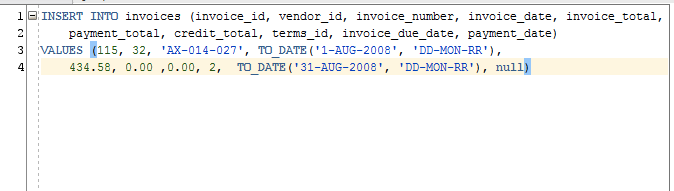 1 INSERT INTO invoices (invoice_id, vendor_id, invoice_number, invoice_date, invoice_total,
2 payment_total, credit_total, terms_id, invoice_due_date, payment_date)
3 VALUES (115, 32, 'AX-014-027', TO_DATE('1-AUG-2008', 'DD-MON-RR'),
4 434.58, 0.00 ,0.00, 2,  TO_DATE('31-AUG-2008', 'DD-MON-RR'), null)